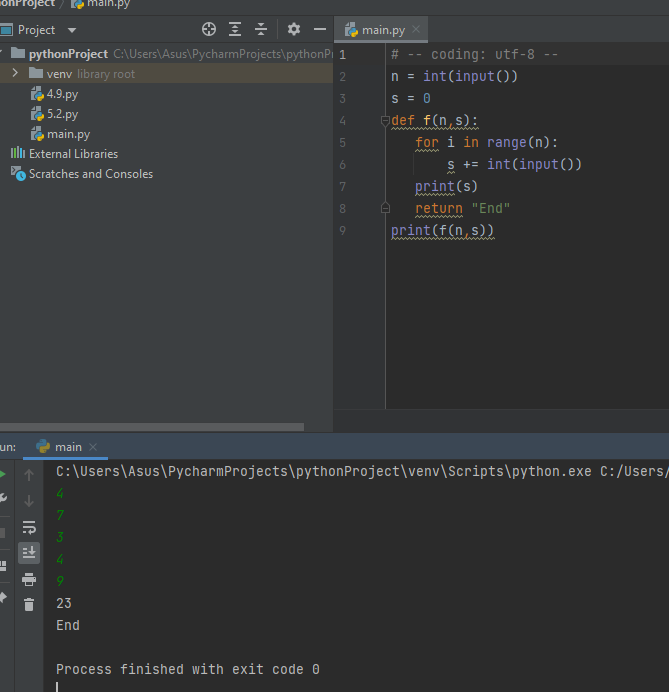 main.py
Project
main.py
pythonProject C:\Users\Asus\PycharmProjects\pythonP
venv library root
4.9.py
5.2.py
main.py
External Libraries
Scratches and Consoles
1 # -- coding: utf-8 --
2 n = int(input())
3 s = 0
4 def f(n,s):
5 for i in range(n):
6 s += int(input())
7 print(s)
8 return "End"
9 print(f(n,s))
un: main
C:\Users\Asus\PycharmProjects\pythonProject\venv\Scripts\python.exe C:/Users/
4
7
3
4
9
23
End
Process finished with exit code 0